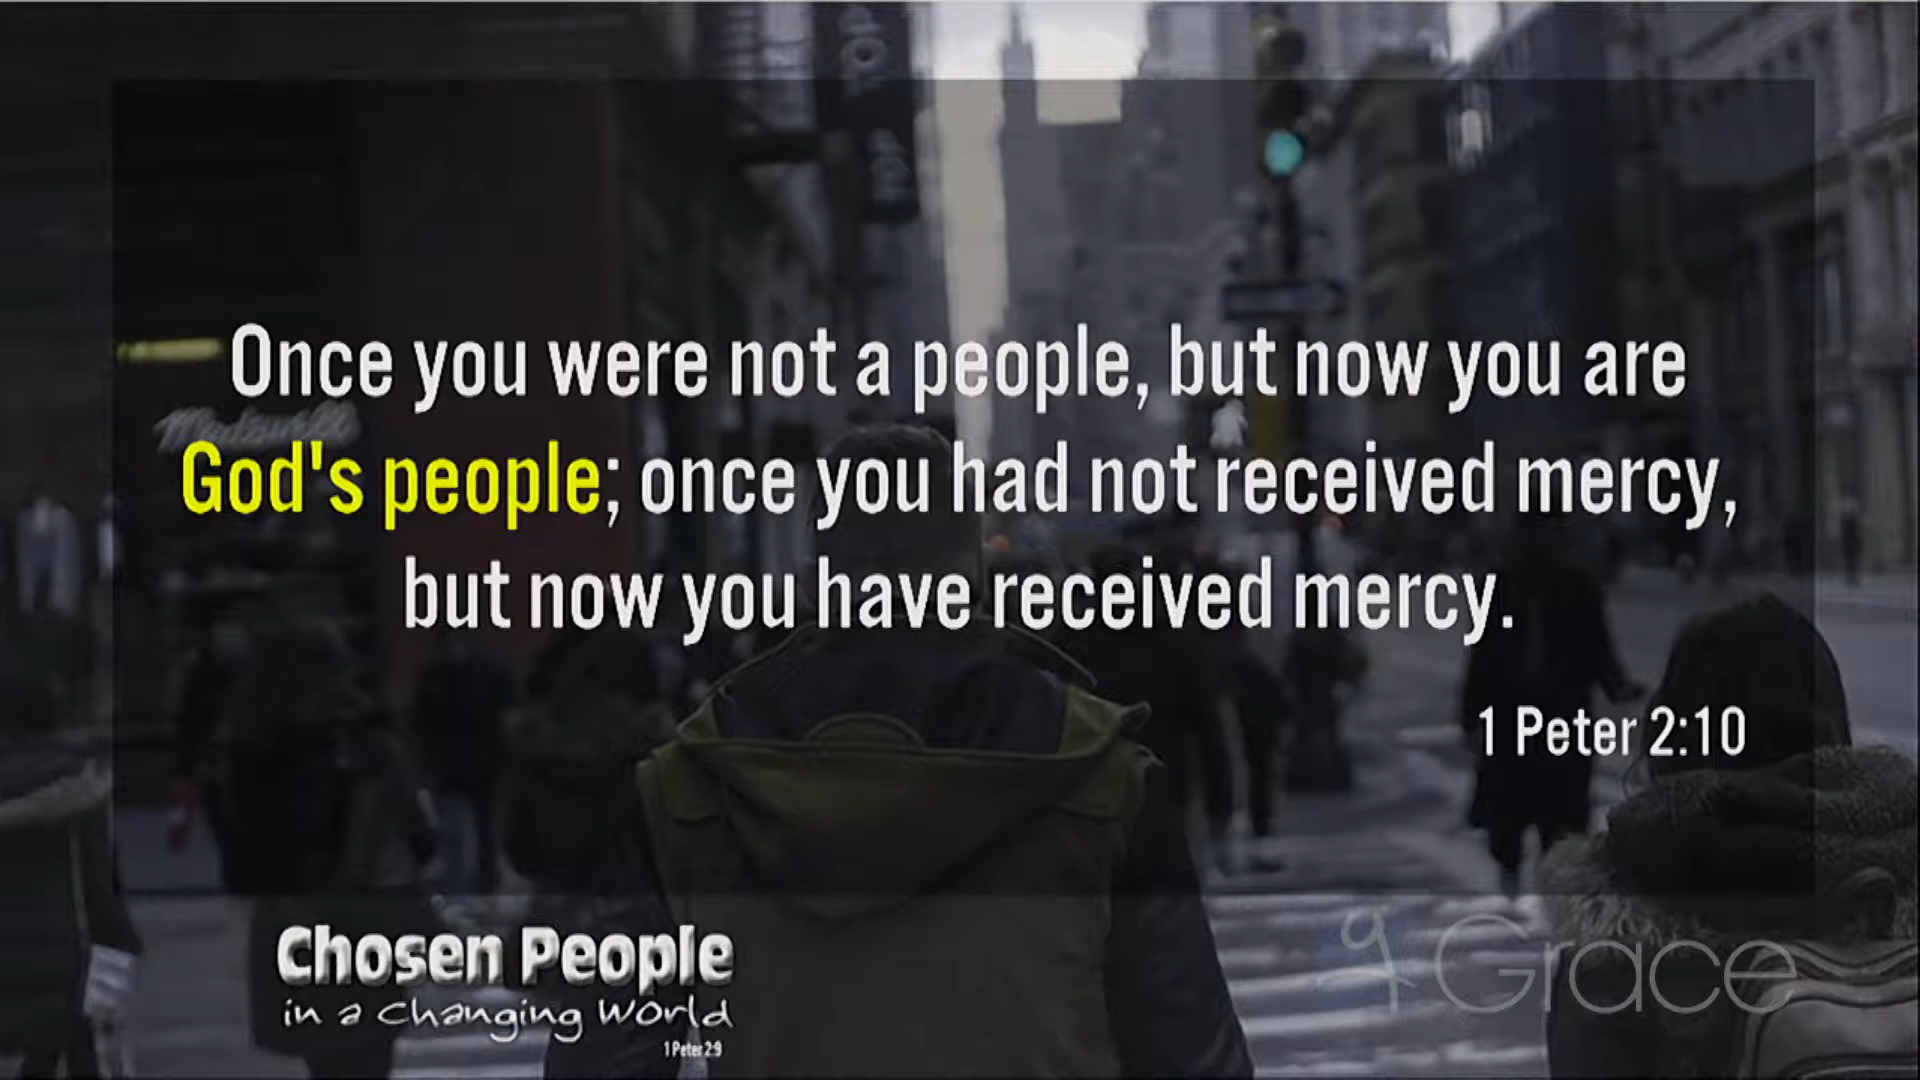 Once you were not a people, but now you are
God's people; once you had not received mercy,
but now you have received mercy.
1 Peter 2:10
Chosen People
in a Changing World
1 Peter 2:9
Grace